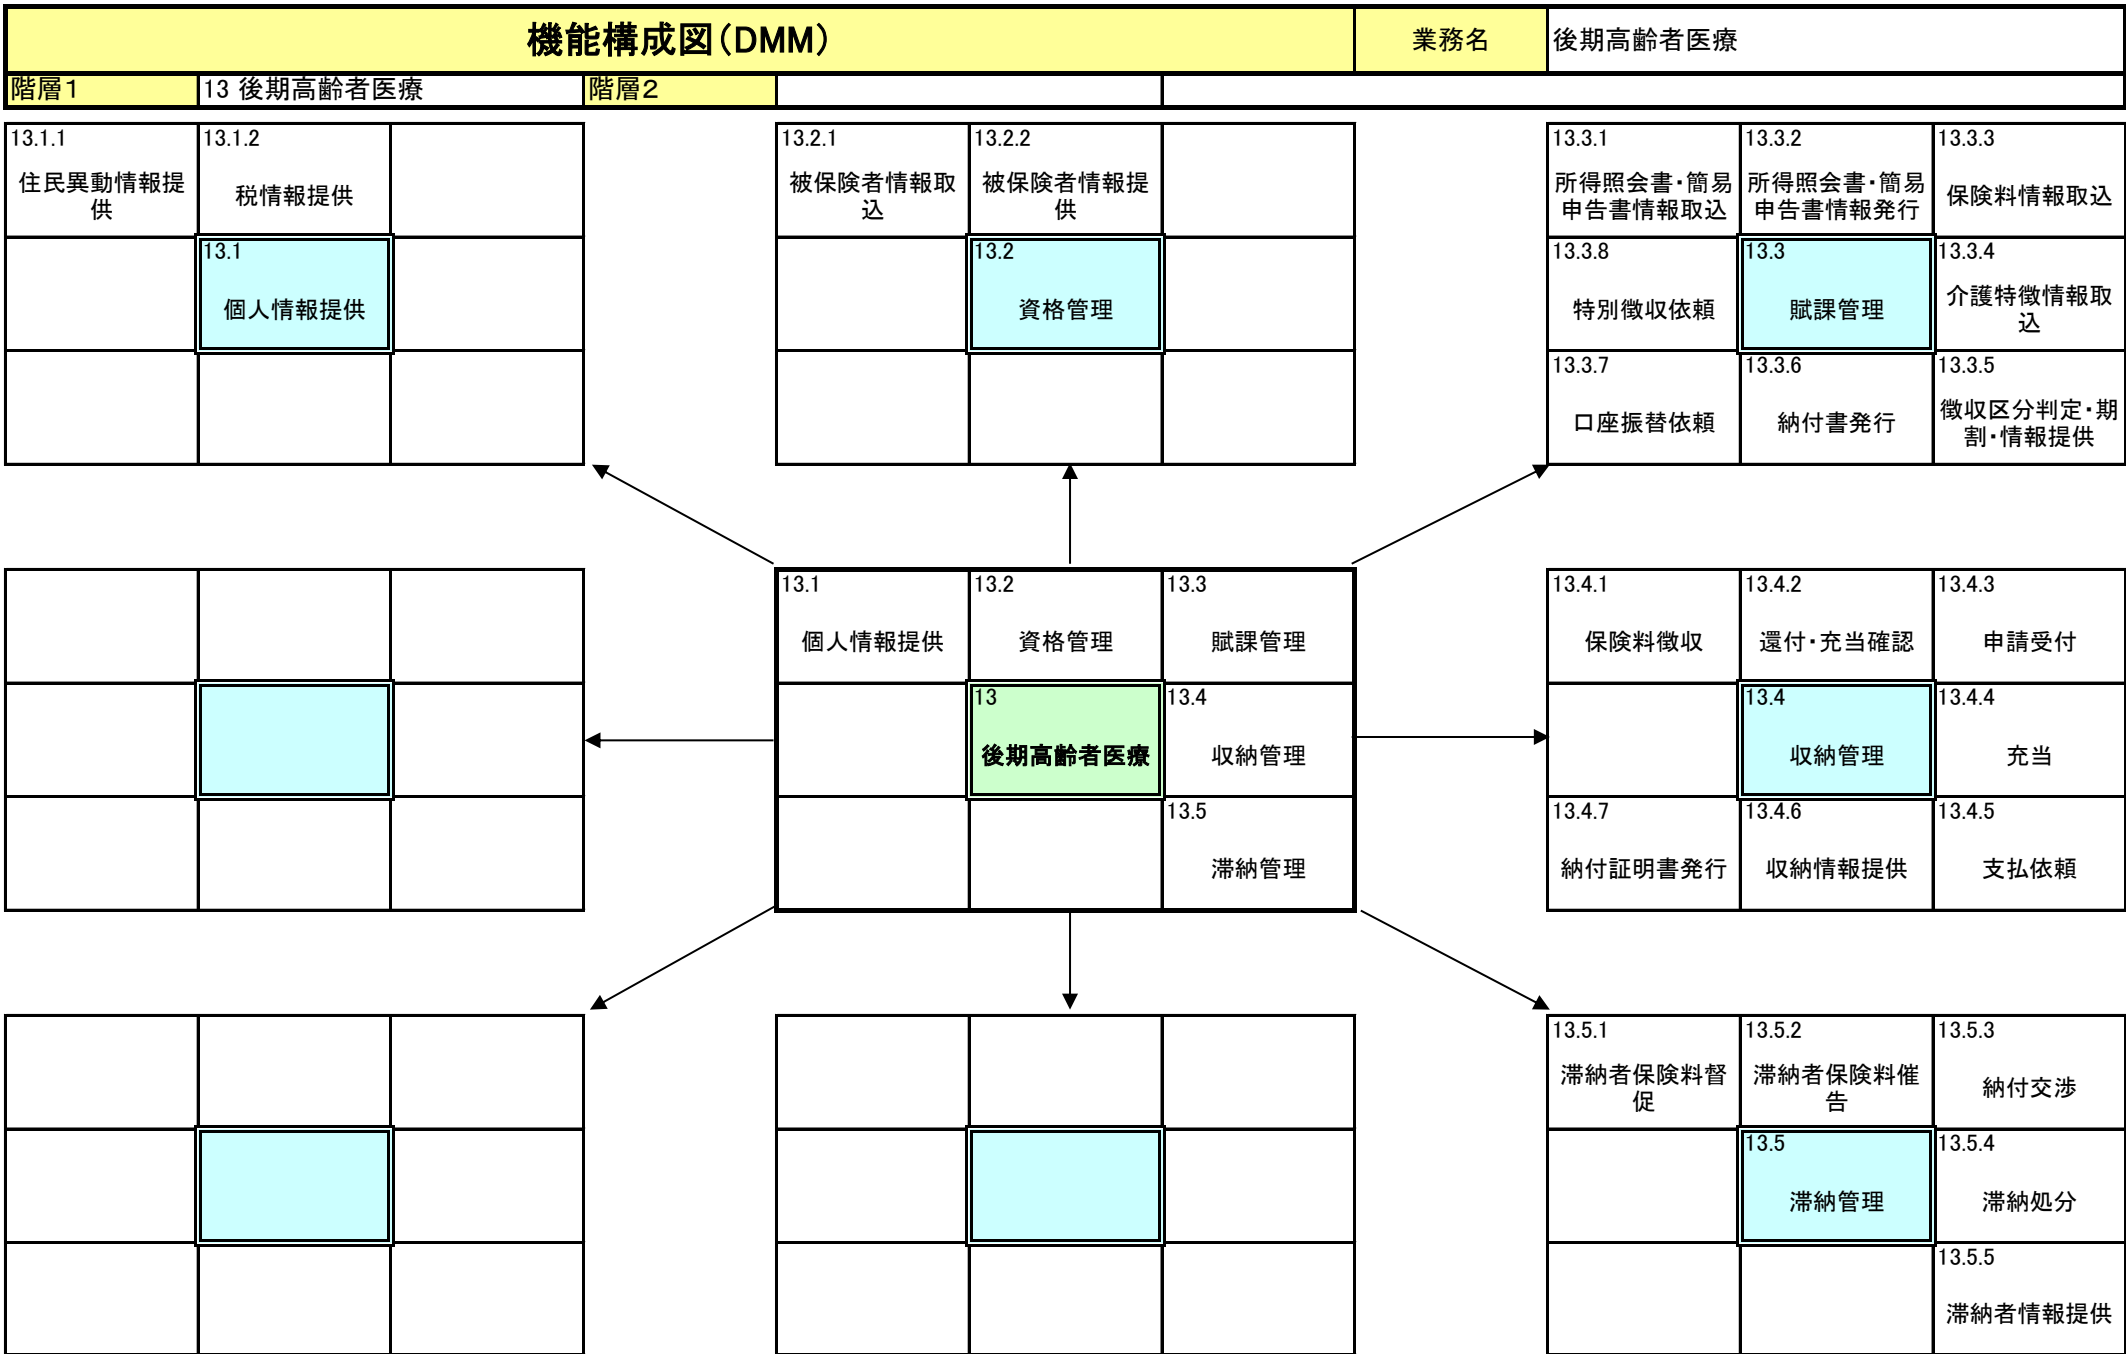 機能構成図(DMM)
業務名
後期高齢者医療
階層1
13 後期高齢者医療
階層2
13.1.1
住民異動情報提
供
13.1.2
税情報提供
13.1
個人情報提供
13.2.1
被保険者情報取
込
13.2.2
被保険者情報提
供
13.2
資格管理
13.3.1
所得照会書・簡易
申告書情報取込
13.3.2
所得照会書・簡易
申告書情報発行
13.3.3
保険料情報取込
13.3.8
特別徴収依頼
13.3
賦課管理
13.3.4
介護特徴情報取
込
13.3.7
口座振替依頼
13.3.6
納付書発行
13.3.5
徴収区分判定・期
割・情報提供
13.1
個人情報提供
13.2
資格管理
13.3
賦課管理
13
後期高齢者医療
13.4
収納管理
13.5
滞納管理
13.4.1
保険料徴収
13.4.2
還付・充当確認
13.4.3
申請受付
13.4
収納管理
13.4.4
充当
13.4.7
納付証明書発行
13.4.6
収納情報提供
13.4.5
支払依頼
13.5.1
滞納者保険料督
促
13.5.2
滞納者保険料催
告
13.5.3
納付交渉
13.5
滞納管理
13.5.4
滞納処分
13.5.5
滞納者情報提供